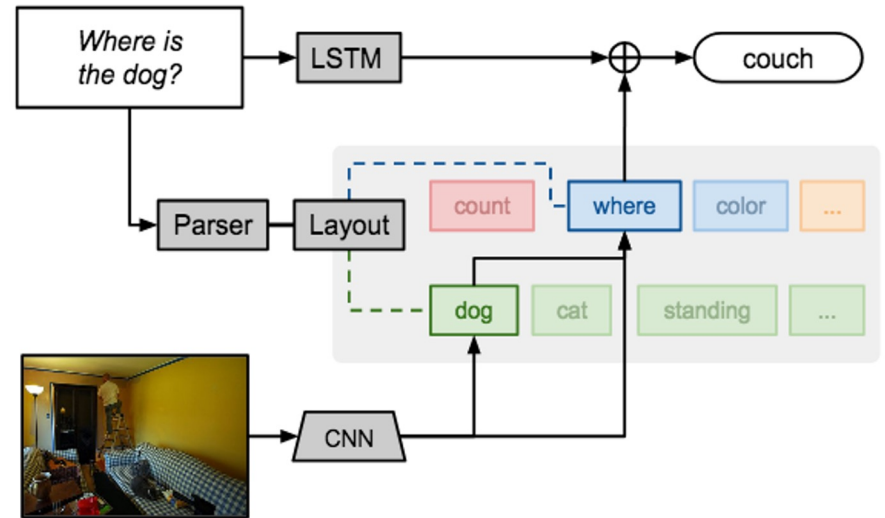 Where is
the dog?
LSTM
couch
Parser
Layout
count
where
color
...
dog
cat
standing
...
CNN